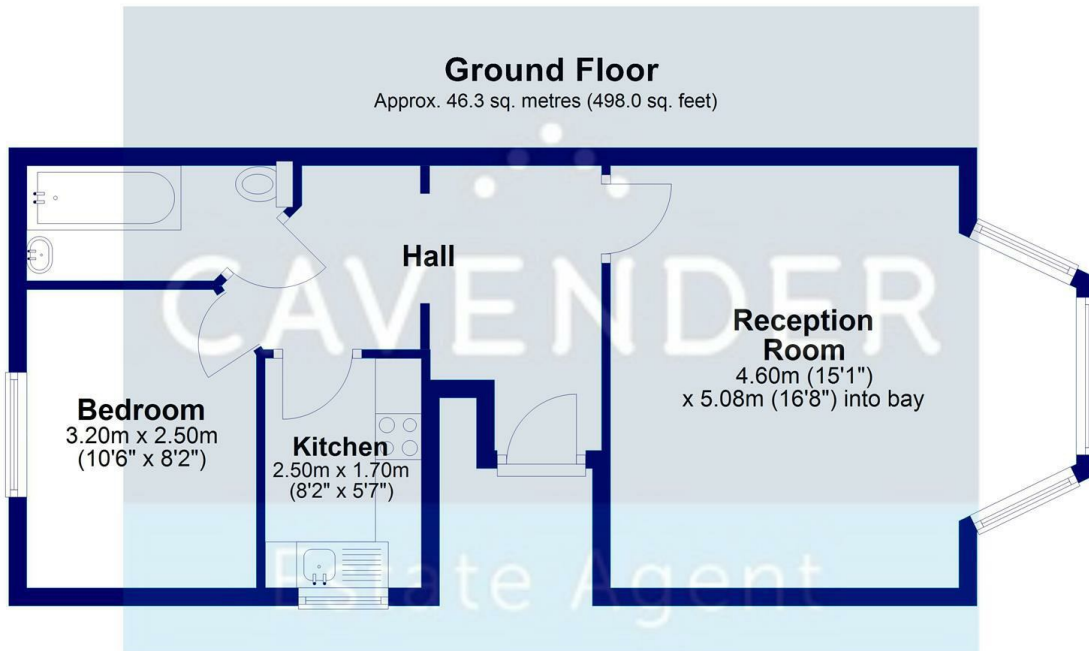 Ground Floor
Approx. 46.3 sq. metres (498.0 sq. feet)
Hall
CAVENDER
Reception
Room
4.60m (15'1")
x 5.08m (16'8") into bay
Bedroom
3.20m x 2.50m
(10'6" x 8'2")
Kitchen
2.50m x 1.70m
(8'2" x 5'7")
Estate Agent